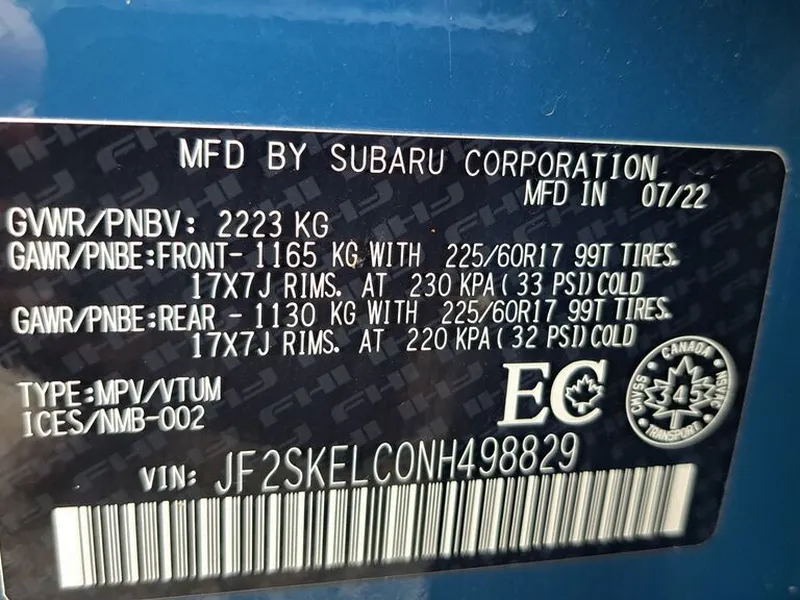 MFD BY SUBARU CORPORATION
MFD IN 07/22
GVWR/PNBV: 2223 KG
GAWR/PNBE:FRONT- 1165 KG WITH 225/60R17 99T TIRES.
17X7J RIMS. AT 230 KPA(33 PSI)COLD
GAWR/PNBE:REAR - 1130 KG WITH 225/60R17 99T TIRES.
17X7J RIMS. AT 220 KPA(32 PSI)COLD
TYPE:MPV/VTUM
ICES/NMB-002
EC
CANADA
CMVSS
NSVAC
345
TRANSPORT
VIN: JF2SKELC0NH498829
FHI